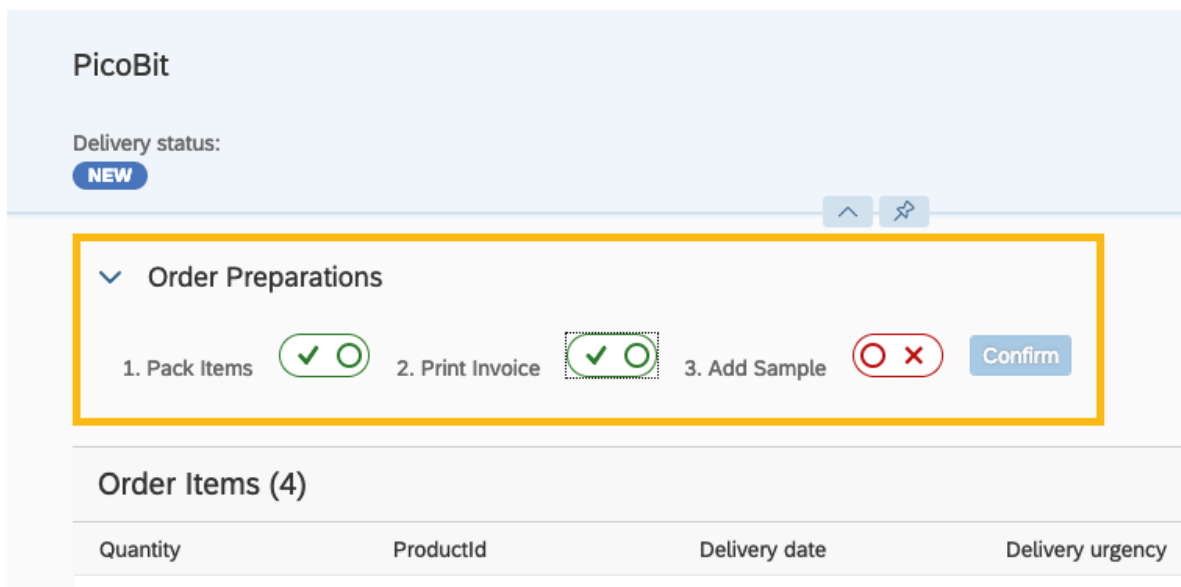 PicoBit
Delivery status:
NEW
Order Preparations
1. Pack Items 2. Print Invoice 3. Add Sample Confirm
Order Items (4)
Quantity ProductId Delivery date Delivery urgency